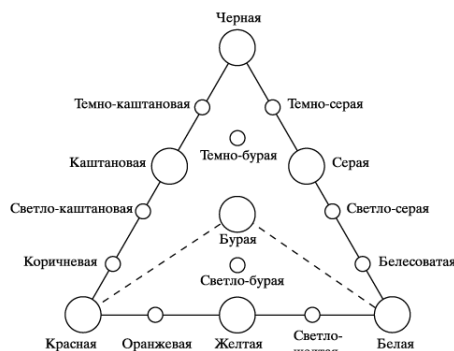 Черная
Темно-каштановая
Темно-серая
Темно-бурая
Каштановая
Серая
Светло-каштановая
Светло-серая
Бурая
Коричневая
Белесоватая
Светло-бурая
Красная
Оранжевая
Желтая
Светло-
желтая
Белая